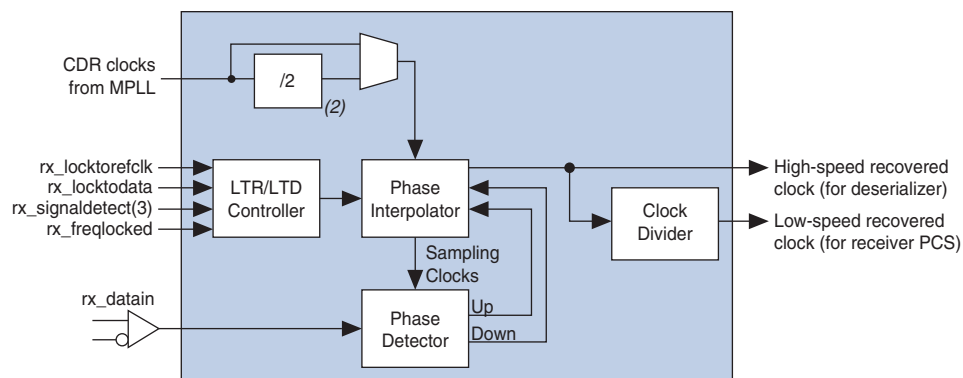 CDR clocks
from MPLL
/2
(2)
rx_locktorefclk
rx_locktodata
rx_signaldetect(3)
rx_freqlocked
LTR/LTD
Controller
Phase
Interpolator
High-speed recovered
clock (for deserializer)
Clock
Divider
Low-speed recovered
clock (for receiver PCS)
Sampling
Clocks
rx_datain
Phase
Detector
Up
Down